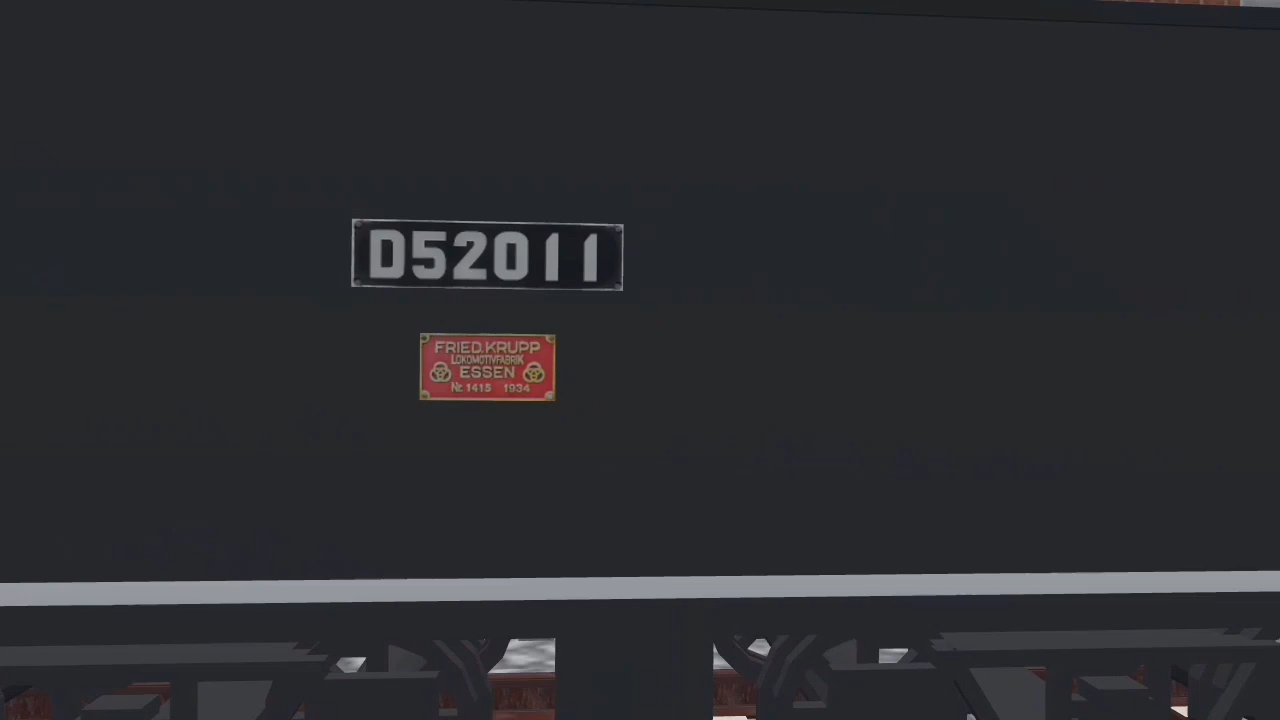 D52011
FRIED.KRUPP
LOKOMOTIVFABRIK
ESSEN
Nr. 1415 1934